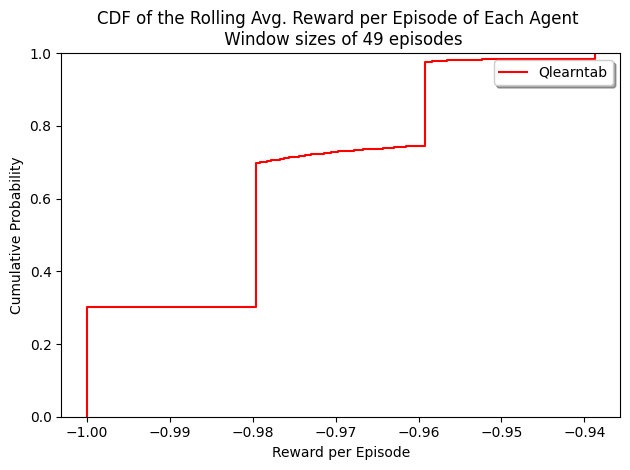 CDF of the Rolling Avg. Reward per Episode of Each Agent
Window sizes of 49 episodes
Qlearntab
1.0
0.8
0.6
0.4
0.2
0.0
Cumulative Probability
−1.00 −0.99 −0.98 −0.97 −0.96 −0.95 −0.94
Reward per Episode